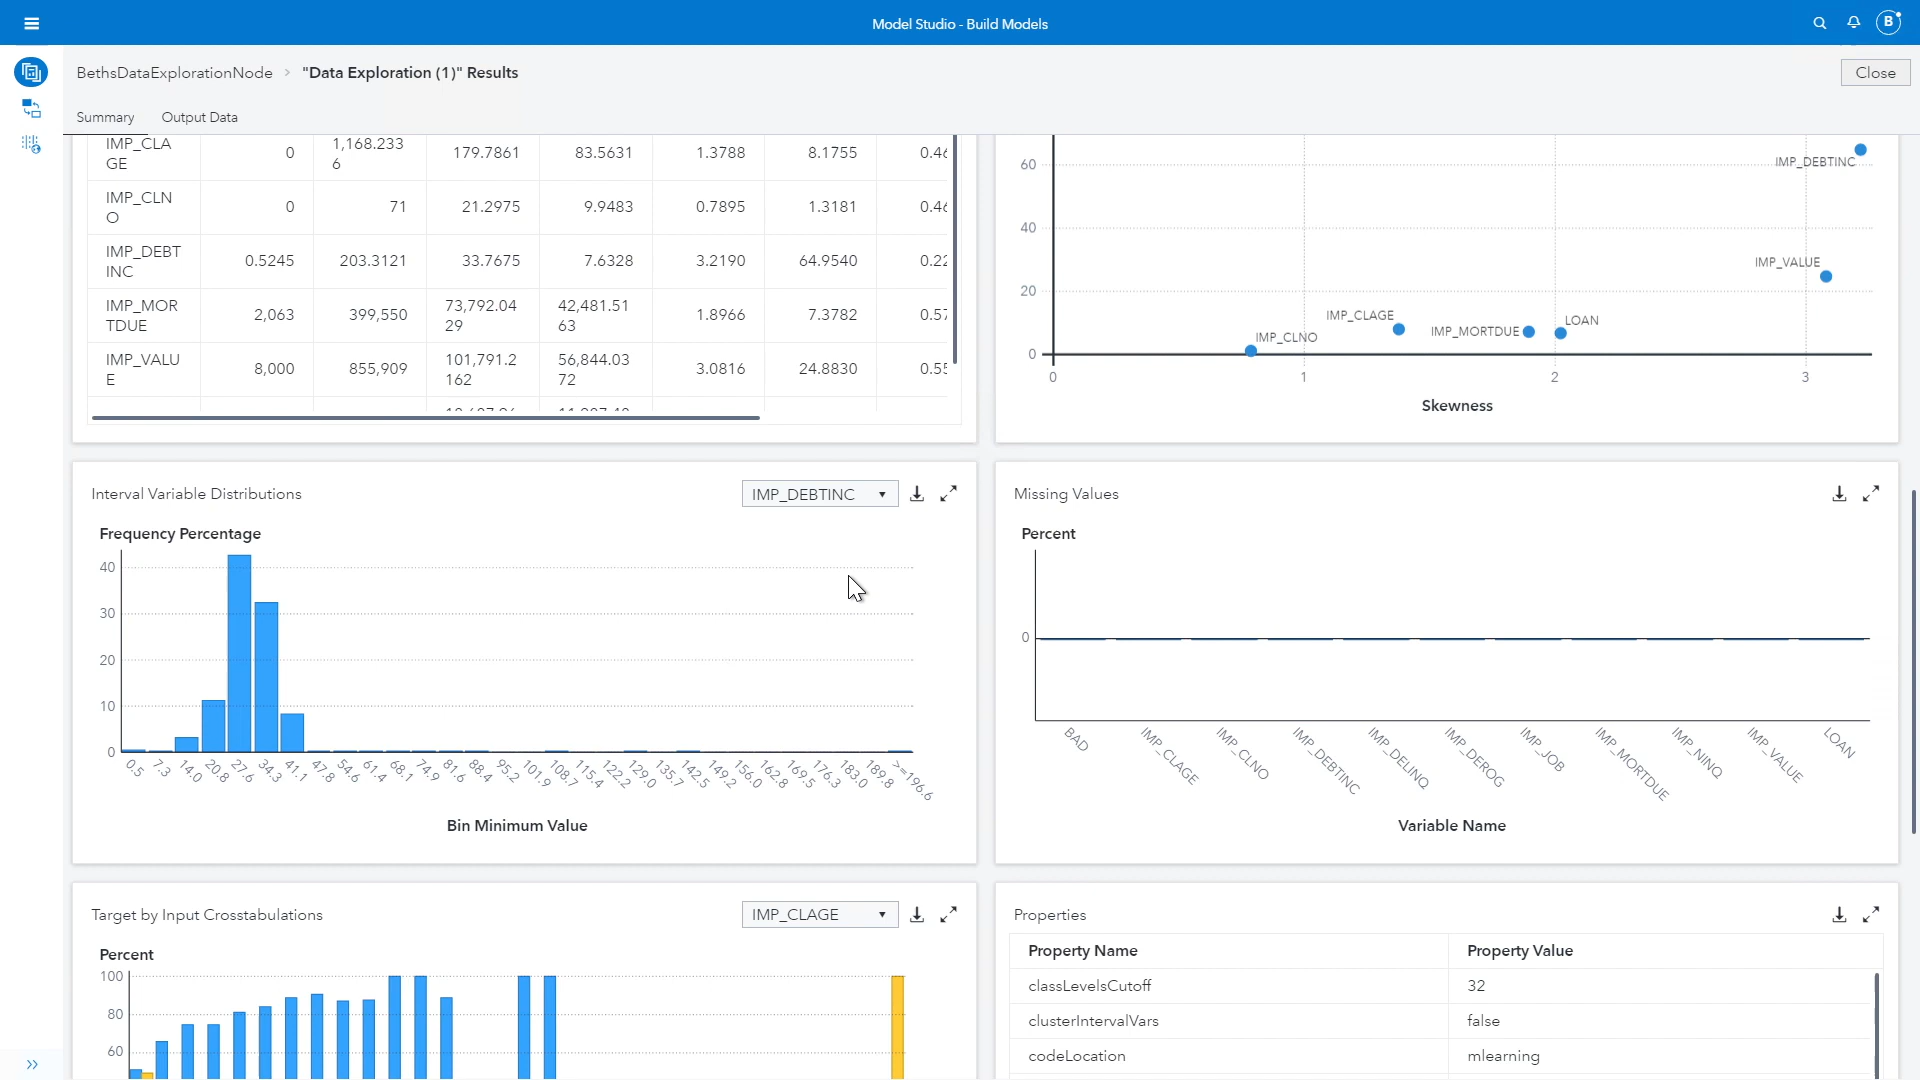 Model Studio - Build Models
B
BethsDataExplorationNode > "Data Exploration (1)" Results
Close
Summary
Output Data
IMP_CLA
GE
0
1,168.233
6
179.7861
83.5631
1.3788
8.1755
0.46
IMP_CLN
O
0
71
21.2975
9.9483
0.7895
1.3181
0.46
IMP_DEBT
INC
0.5245
203.3121
33.7675
7.6328
3.2190
64.9540
0.22
IMP_MOR
TDUE
2,063
399,550
73,792.04
29
42,481.51
63
1.8966
7.3782
0.57
IMP_VALU
E
8,000
855,909
101,791.2
162
56,844.03
72
3.0816
24.8830
0.55
60
40
20
0
IMP_DEBTINC
IMP_VALUE
IMP_CLAGE
IMP_MORTDUE
LOAN
IMP_CLNO
0
1
2
3
Skewness
Interval Variable Distributions
IMP_DEBTINC
Frequency Percentage
40
30
20
10
0
0.5
7.3
14.0
20.8
27.6
34.3
41.1
47.8
54.6
61.4
68.1
74.9
81.6
88.4
95.2
101.9
108.7
115.4
122.2
129.0
135.7
142.5
149.2
156.0
162.8
169.5
176.3
183.0
189.8
>=196.6
Bin Minimum Value
Missing Values
Percent
0
BAD
IMP_CLAGE
IMP_CLNO
IMP_DEBTINC
IMP_DELINQ
IMP_DEROG
IMP_JOB
IMP_MORTDUE
IMP_NINQ
IMP_VALUE
LOAN
Variable Name
Target by Input Crosstabulations
IMP_CLAGE
Percent
100
80
60
Properties
Property Name
Property Value
classLevelsCutoff
32
clusterIntervalVars
false
codeLocation
mlearning